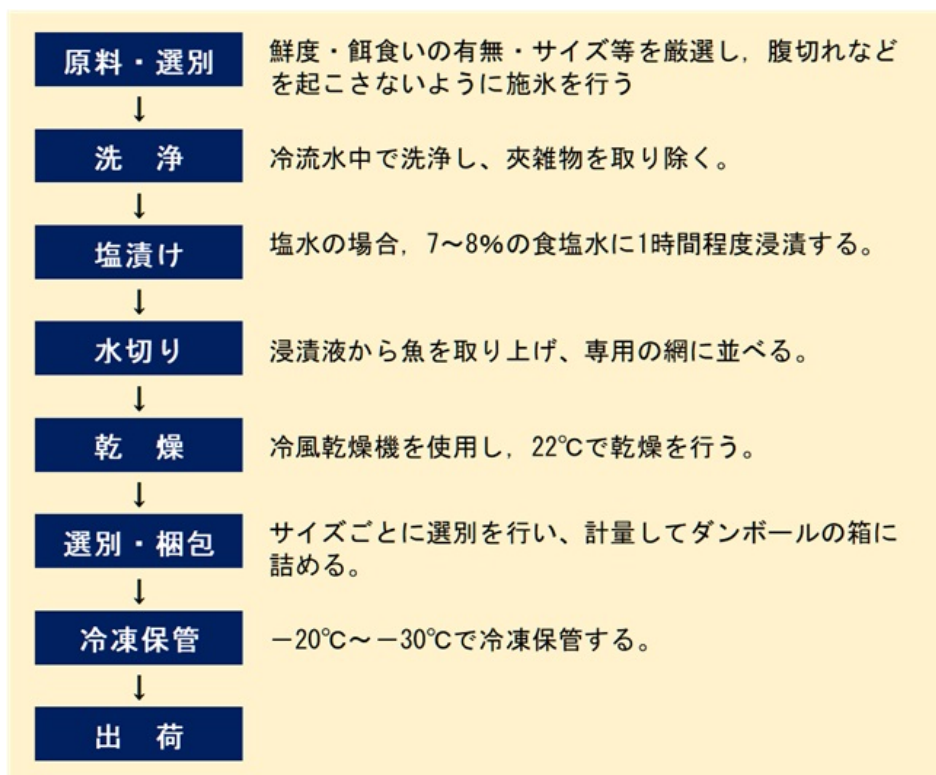 原料・選別
鮮度・餌食いの有無・サイズ等を厳選し，腹切れなど
を起こさないように施氷を行う
↓
洗　浄
冷流水中で洗浄し、夾雑物を取り除く。
↓
塩漬け
塩水の場合，7～8%の食塩水に1時間程度浸漬する。
↓
水切り
浸漬液から魚を取り上げ、専用の網に並べる。
↓
乾　燥
冷風乾燥機を使用し，22℃で乾燥を行う。
↓
選別・梱包
サイズごとに選別を行い、計量してダンボールの箱に
詰める。
↓
冷凍保管
－20℃～－30℃で冷凍保管する。
↓
出　荷